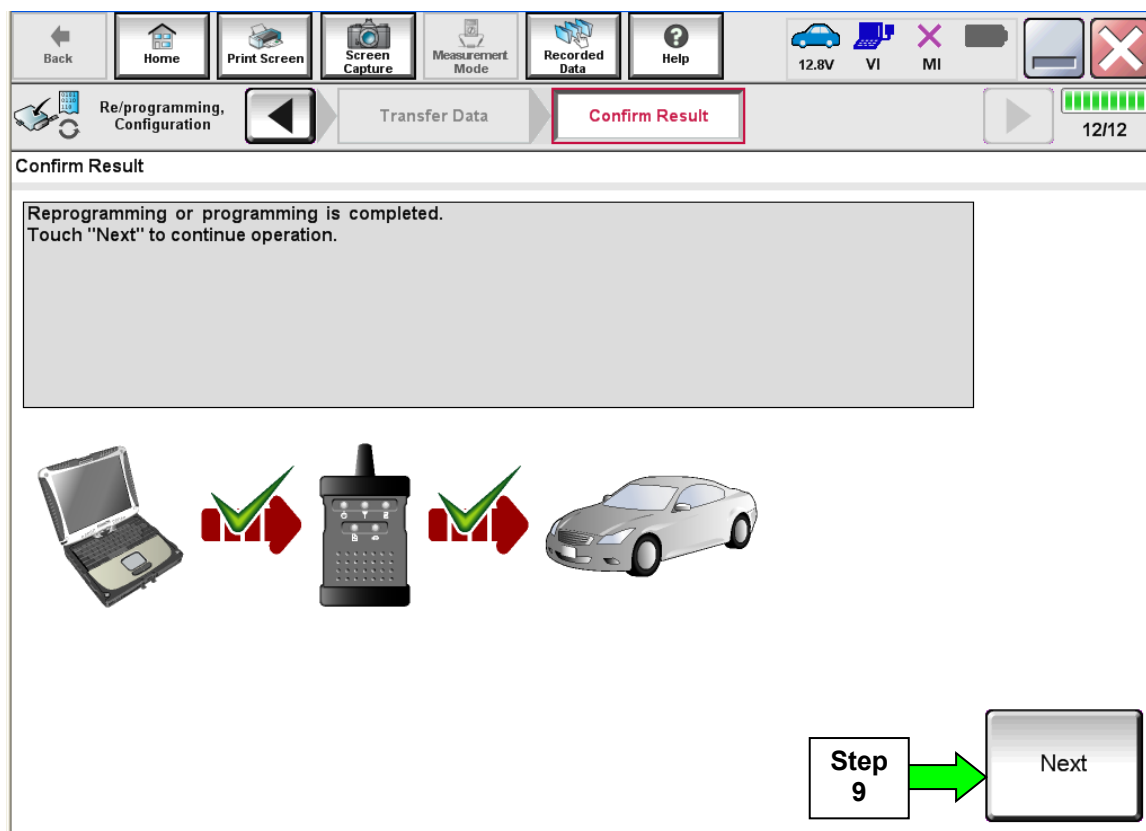 Back
Home
Print Screen
Screen
Capture
Measurement
Mode
Recorded
Data
Help
12.8V
VI
MI
Re/programming,
Configuration
Transfer Data
Confirm Result
12/12
Confirm Result
Reprogramming or programming is completed.
Touch "Next" to continue operation.
Step
9
Next